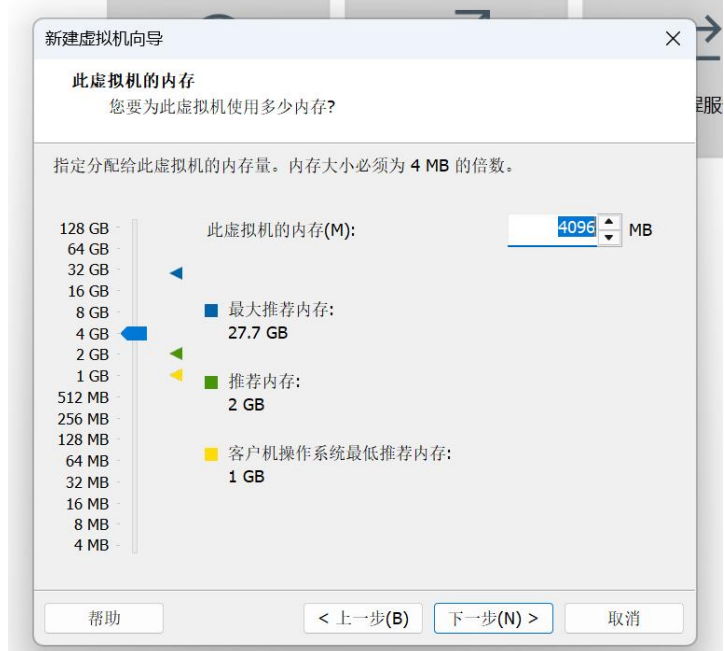 新建虚拟机向导
程服
此虚拟机的内存
您要为此虚拟机使用多少内存?
指定分配给此虚拟机的内存量。内存大小必须为 4 MB 的倍数。
此虚拟机的内存(M): 4096 MB
128 GB
64 GB
32 GB
16 GB
8 GB
4 GB
2 GB
1 GB
512 MB
256 MB
128 MB
64 MB
32 MB
16 MB
8 MB
4 MB
最大推荐内存:
27.7 GB
推荐内存:
2 GB
客户机操作系统最低推荐内存:
1 GB
帮助
< 上一步(B)
下一步(N) >
取消